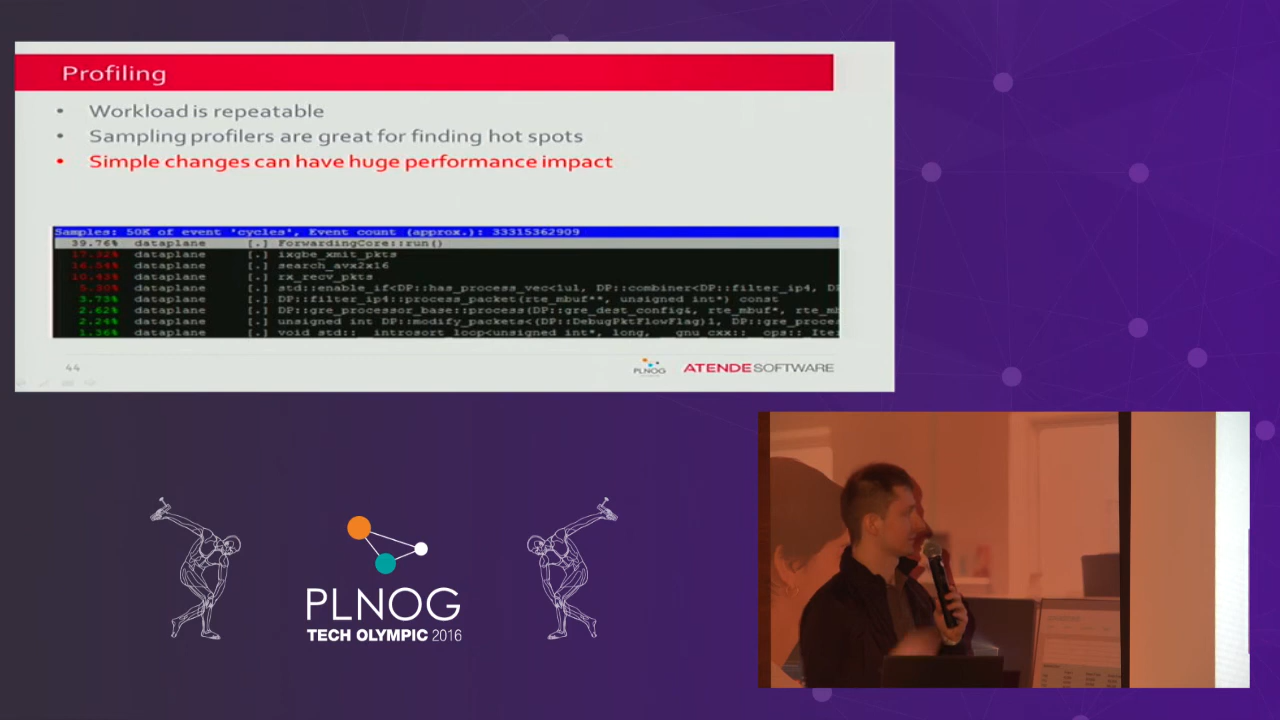 Profiling
• Workload is repeatable
• Sampling profilers are great for finding hot spots
• Simple changes can have huge performance impact
Samples: 50K of event 'cycles', Event count (approx.): 33315362909
39.76% dataplane [.] ForwardingCore::run()
17.32% dataplane [.] ixgbe_xmit_pkts
16.54% dataplane [.] search_avx2x16
10.43% dataplane [.] rx_recv_pkts
5.30% dataplane [.] std::enable_if<DP::has_process_vec<1ul, DP::combiner<DP::filter_ip4, D
3.73% dataplane [.] DP::filter_ip4::process_packet(rte_mbuf**, unsigned int*) const
2.62% dataplane [.] DP::gre_processor_base::process(DP::gre_dest_config&, rte_mbuf*, rte_mb
2.24% dataplane [.] unsigned int DP::modify_packets<(DP::DebugPktFlowFlag)1, DP::gre_proce
1.36% dataplane [.] void std::__introsort_loop<unsigned int*, long, __gnu_cxx::__ops::_Ite
44
PLNOG
ATENDE SOFTWARE
PLNOG
TECH OLYMPIC 2016